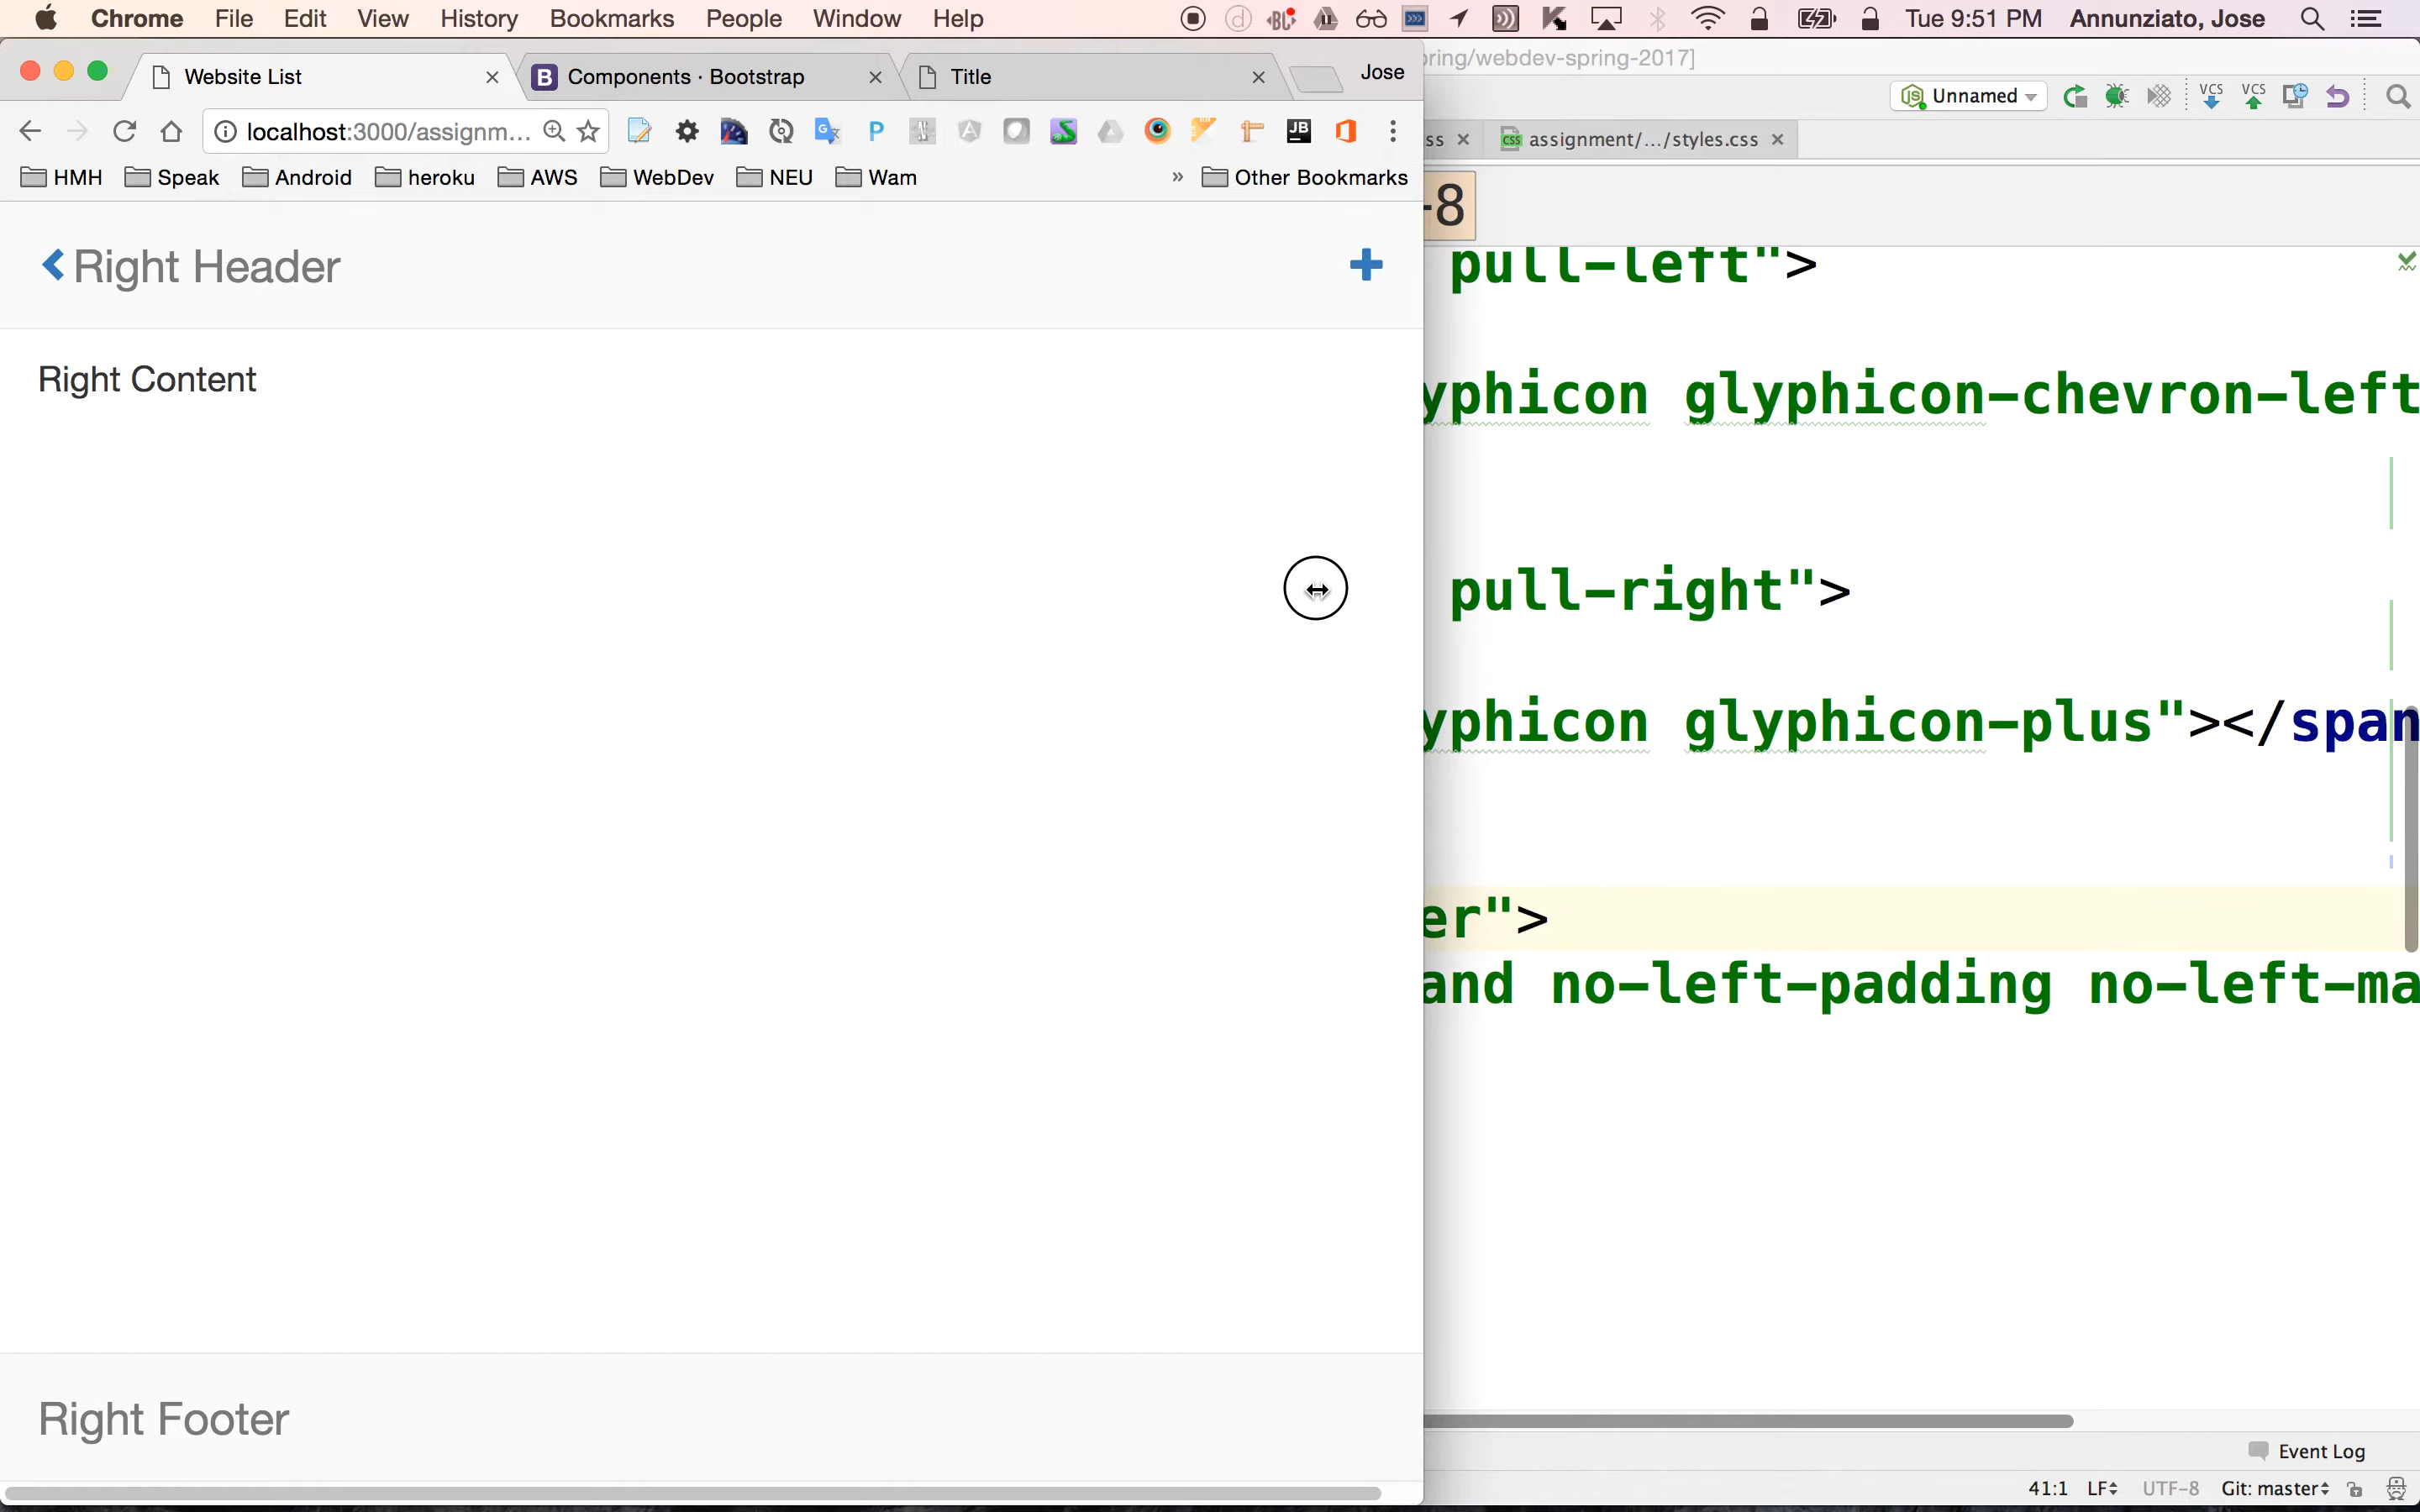 Chrome File Edit View History Bookmarks People Window Help Tue 9:51 PM Annunziato, Jose
Website List Components · Bootstrap Title Jose
ring/webdev-spring-2017]
Unnamed VCS VCS
localhost:3000/assignm...
ss assignment/.../styles.css
HMH Speak Android heroku AWS WebDev NEU Wam » Other Bookmarks
-8
Right Header
pull-left">
Right Content
yphicon glyphicon-chevron-left
pull-right">
yphicon glyphicon-plus"></span
er">
and no-left-padding no-left-ma
Right Footer
Event Log
41:1 LF UTF-8 Git: master